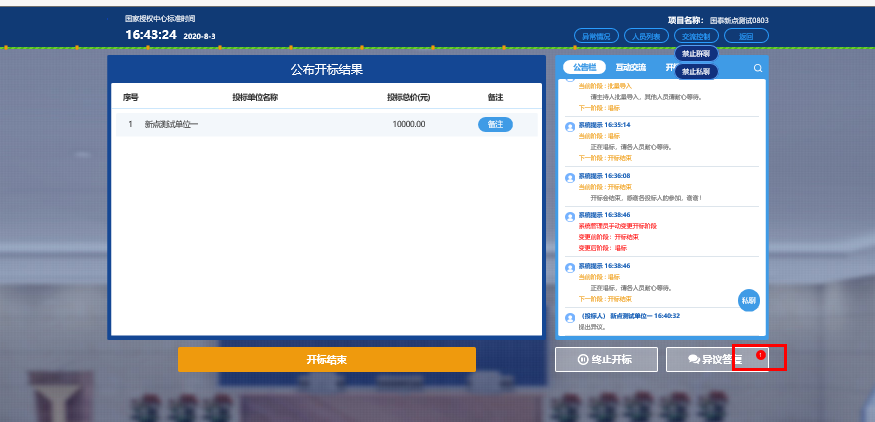 国家授权中心标准时间
16:43:24 2020-8-3
项目名称： 国泰新点测试0803
异常情况 人员列表 交流控制 返回
禁止群聊
禁止私聊
公布开标结果
序号 投标单位名称 投标总价(元) 备注
1 新点测试单位一 10000.00 备注
公告栏 互动交流 开
当前阶段：批量导入
请主持人批量导入，其他人员请耐心等待。
下一阶段：唱标
系统提示 16:35:14
当前阶段：唱标
正在唱标，请各人员耐心等待。
下一阶段：开标结束
系统提示 16:36:08
当前阶段：开标结束
开标会结束，感谢各投标人的参加，谢谢！
系统提示 16:38:46
系统管理员手动变更开标阶段
变更前阶段：开标结束
变更后阶段：唱标
系统提示 16:38:46
当前阶段：唱标
正在唱标，请各人员耐心等待。
下一阶段：开标结束
私聊
（投标人） 新点测试单位一 16:40:32
提出异议。
开标结束
终止开标
异议答复 1